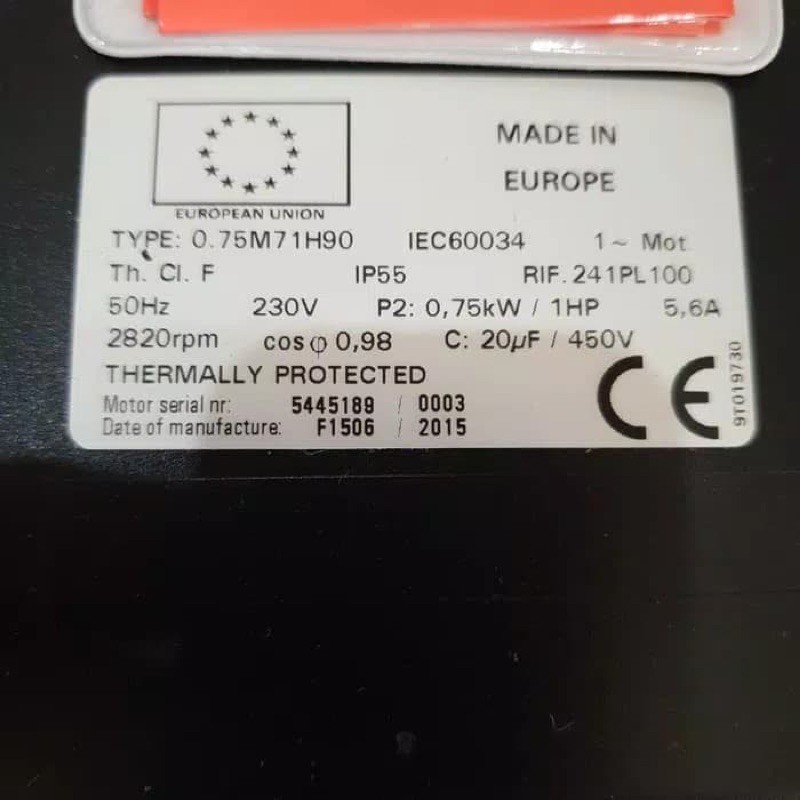 MADE IN
EUROPE
EUROPEAN UNION
TYPE: 0.75M71H90 IEC60034 1~ Mot
Th. Cl. F IP55 RIF. 241PL100
50Hz 230V P2: 0,75kW / 1HP 5,6A
2820rpm cos φ 0,98 C: 20µF / 450V
THERMALLY PROTECTED
Motor serial nr: 5445189 / 0003
Date of manufacture: F1506 / 2015
CE
9T019730